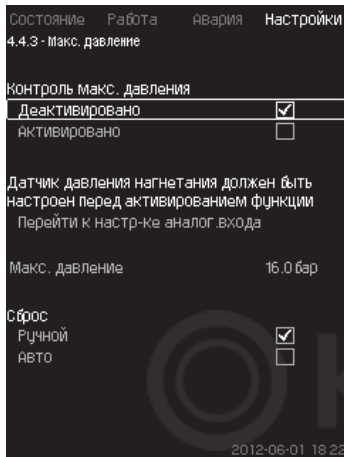 Состояние Работа Авария Настройки
4.4.3 - Макс. давление
Контроль макс. давления
Деактивировано
Активировано
Датчик давления нагнетания должен быть
настроен перед активированием функции
Перейти к настр-ке аналог.входа
Макс. давление 16.0 бар
Сброс
Ручной
Авто
2012-06-01 18:22